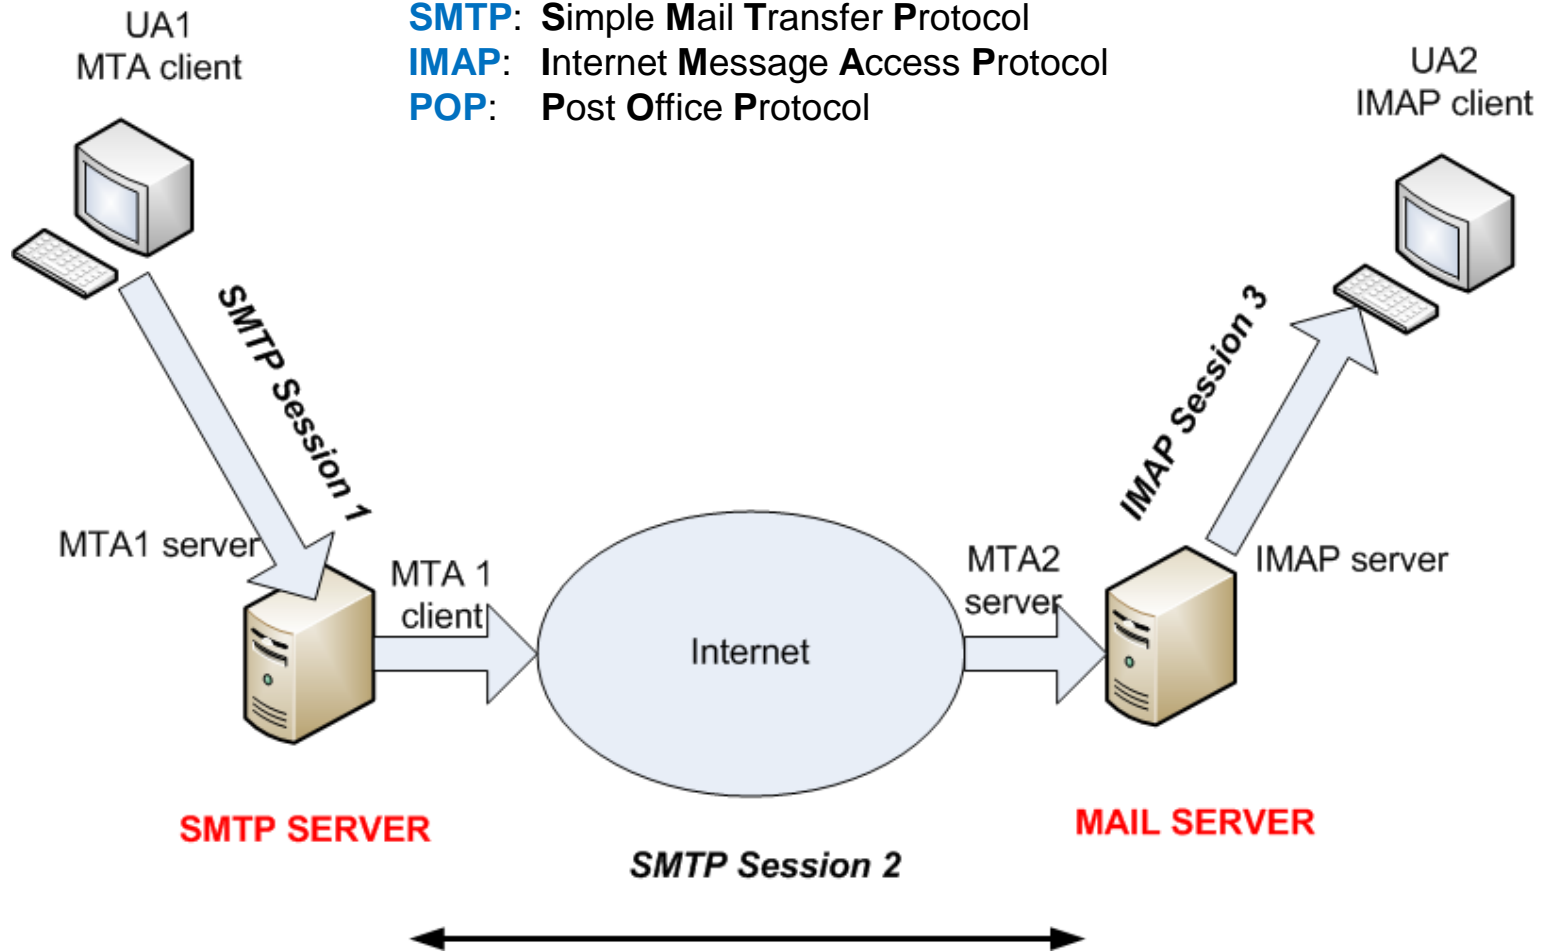 UA1
MTA client
SMTP: Simple Mail Transfer Protocol
IMAP: Internet Message Access Protocol
POP: Post Office Protocol
UA2
IMAP client
SMTP Session 1
IMAP Session 3
MTA1 server
MTA 1
client
Internet
MTA2
server
IMAP server
SMTP SERVER
MAIL SERVER
SMTP Session 2